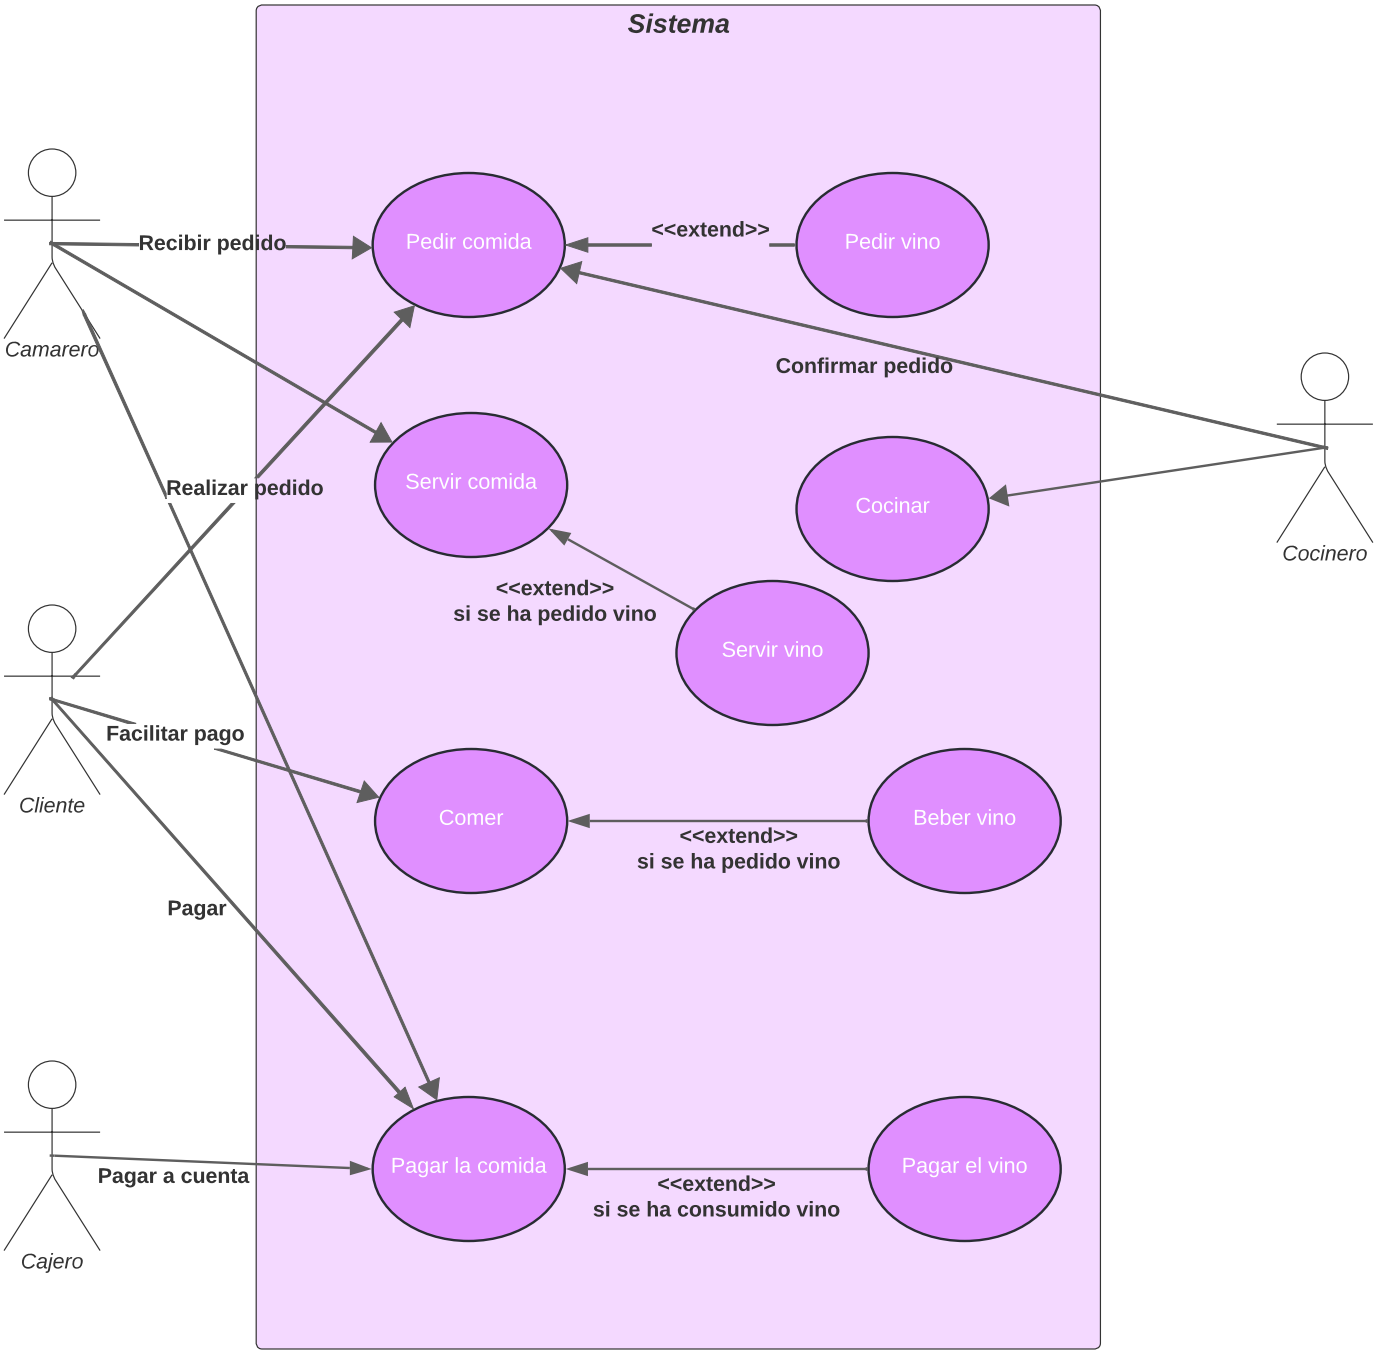 Sistema
Recibir pedido
Pedir comida
<<extend>>
Pedir vino
Camarero
Confirmar pedido
Realizar pedido
Servir comida
Cocinar
Cocinero
<<extend>>
si se ha pedido vino
Servir vino
Facilitar pago
Cliente
Comer
<<extend>>
si se ha pedido vino
Beber vino
Pagar
Pagar a cuenta
Pagar la comida
<<extend>>
si se ha consumido vino
Pagar el vino
Cajero